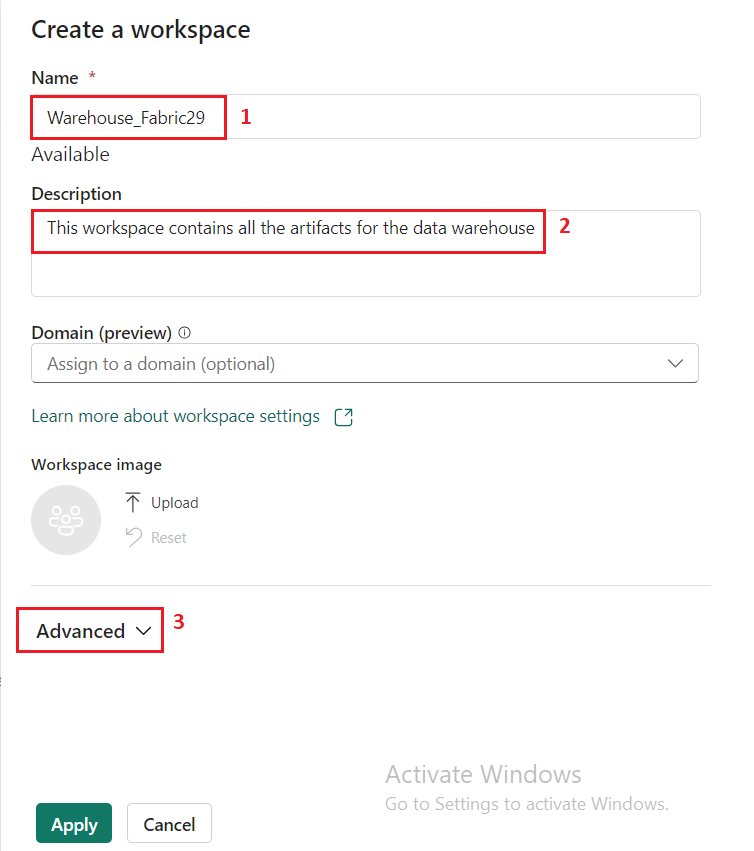 Create a workspace
Name *
Warehouse_Fabric29 1
Available
Description
This workspace contains all the artifacts for the data warehouse 2
Domain (preview)
Assign to a domain (optional)
Learn more about workspace settings
Workspace image
Upload
Reset
Advanced 3
Activate Windows
Go to Settings to activate Windows.
Apply Cancel